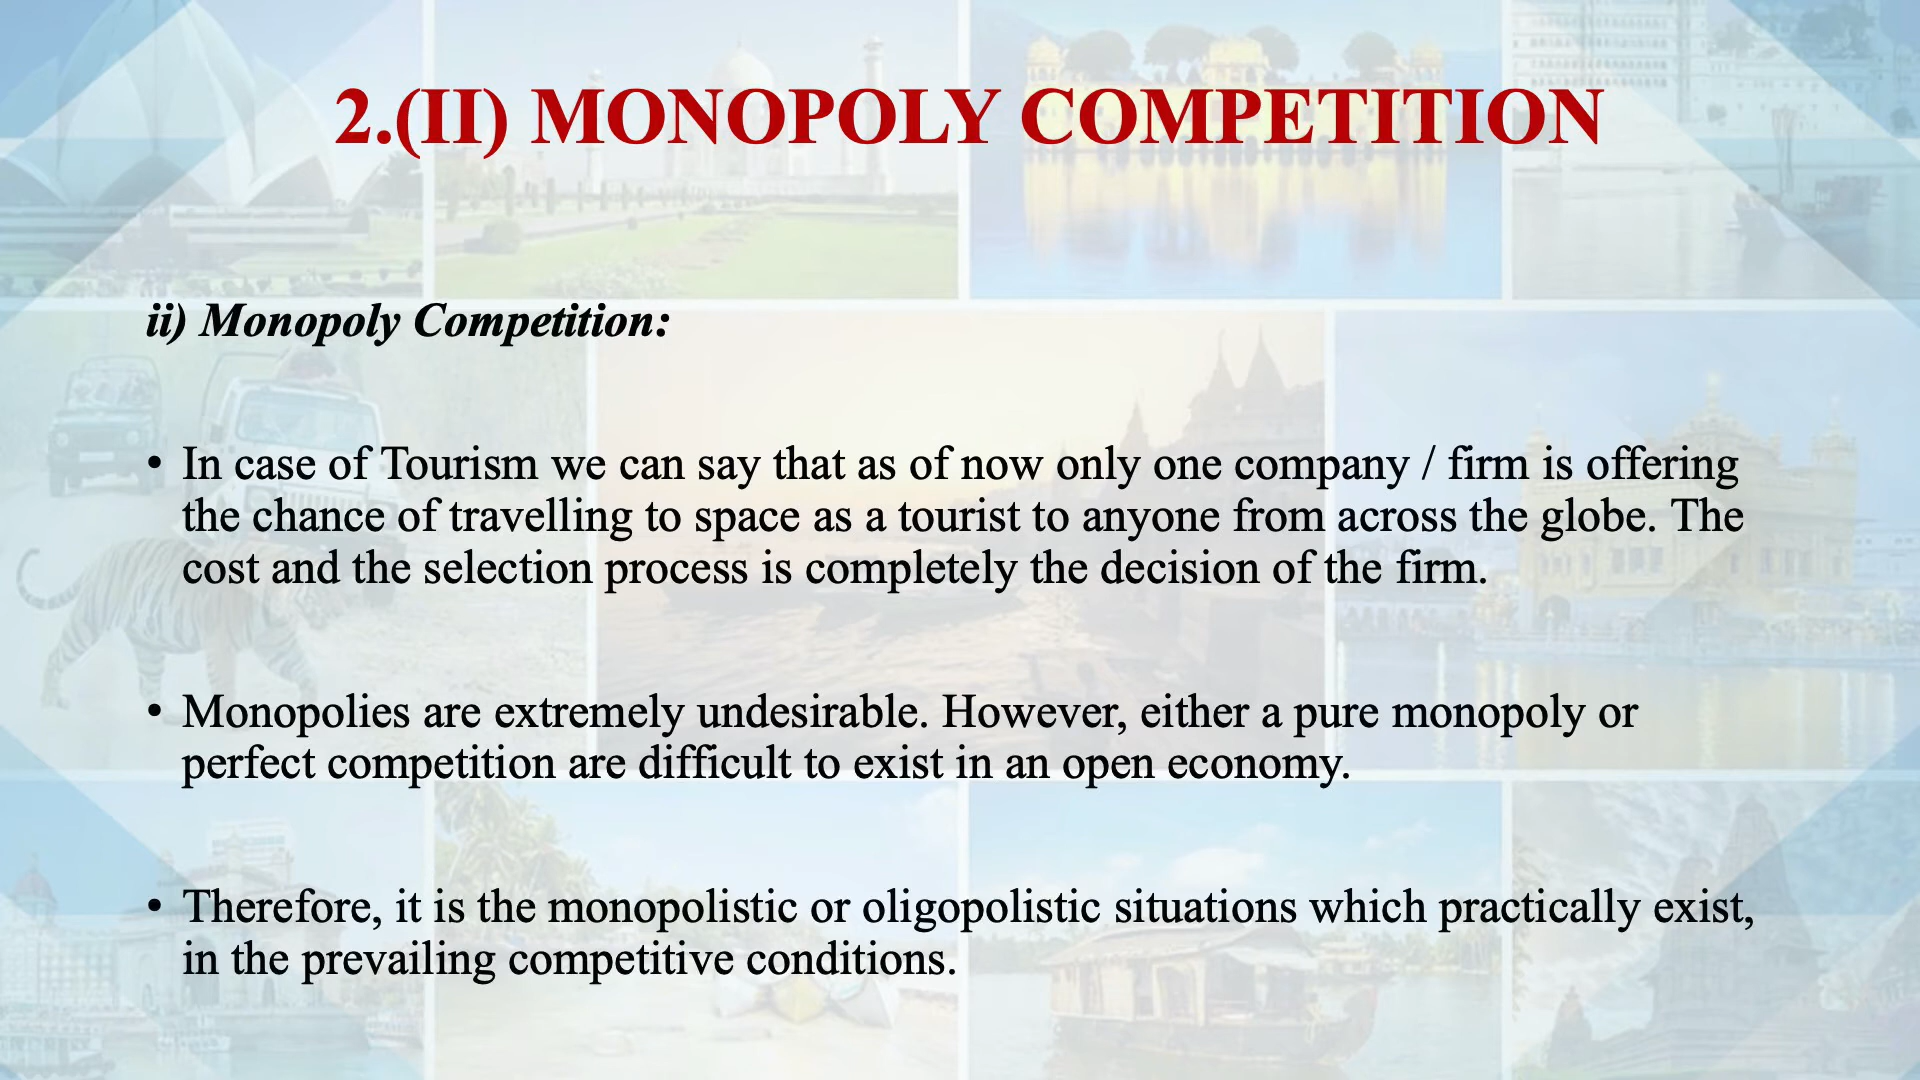 2.(II) MONOPOLY COMPETITION
ii) Monopoly Competition:
• In case of Tourism we can say that as of now only one company / firm is offering
the chance of travelling to space as a tourist to anyone from across the globe. The
cost and the selection process is completely the decision of the firm.
• Monopolies are extremely undesirable. However, either a pure monopoly or
perfect competition are difficult to exist in an open economy.
• Therefore, it is the monopolistic or oligopolistic situations which practically exist,
in the prevailing competitive conditions.